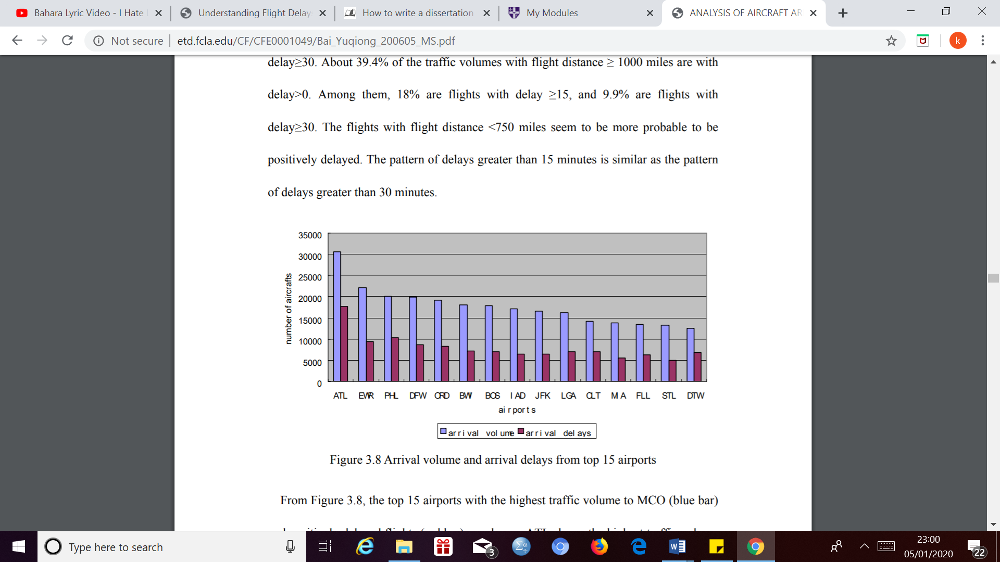 Bahara Lyric Video - I Hate
Understanding Flight Delay
How to write a dissertation
My Modules
ANALYSIS OF AIRCRAFT AR
Not secure
etd.fcla.edu/CF/CFE0001049/Bai_Yuqiong_200605_MS.pdf
k
delay≥30. About 39.4% of the traffic volumes with flight distance ≥ 1000 miles are with
delay>0. Among them, 18% are flights with delay ≥15, and 9.9% are flights with
delay≥30. The flights with flight distance <750 miles seem to be more probable to be
positively delayed. The pattern of delays greater than 15 minutes is similar as the pattern
of delays greater than 30 minutes.
35000
30000
25000
20000
15000
10000
5000
0
number of aircrafts
ATL EWR PHL DFW ORD BWI BOS IAD JFK LGA CLT MIA FLL STL DTW
airports
arrival volume arrival delays
Figure 3.8 Arrival volume and arrival delays from top 15 airports
From Figure 3.8, the top 15 airports with the highest traffic volume to MCO (blue bar)
Type here to search
3
23:00
05/01/2020
22